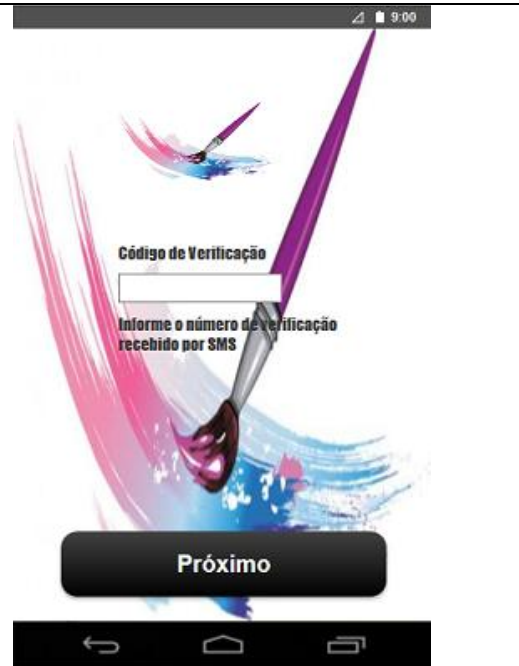 9:00
Código de Verificação
Informe o número de verificação
recebido por SMS
Próximo